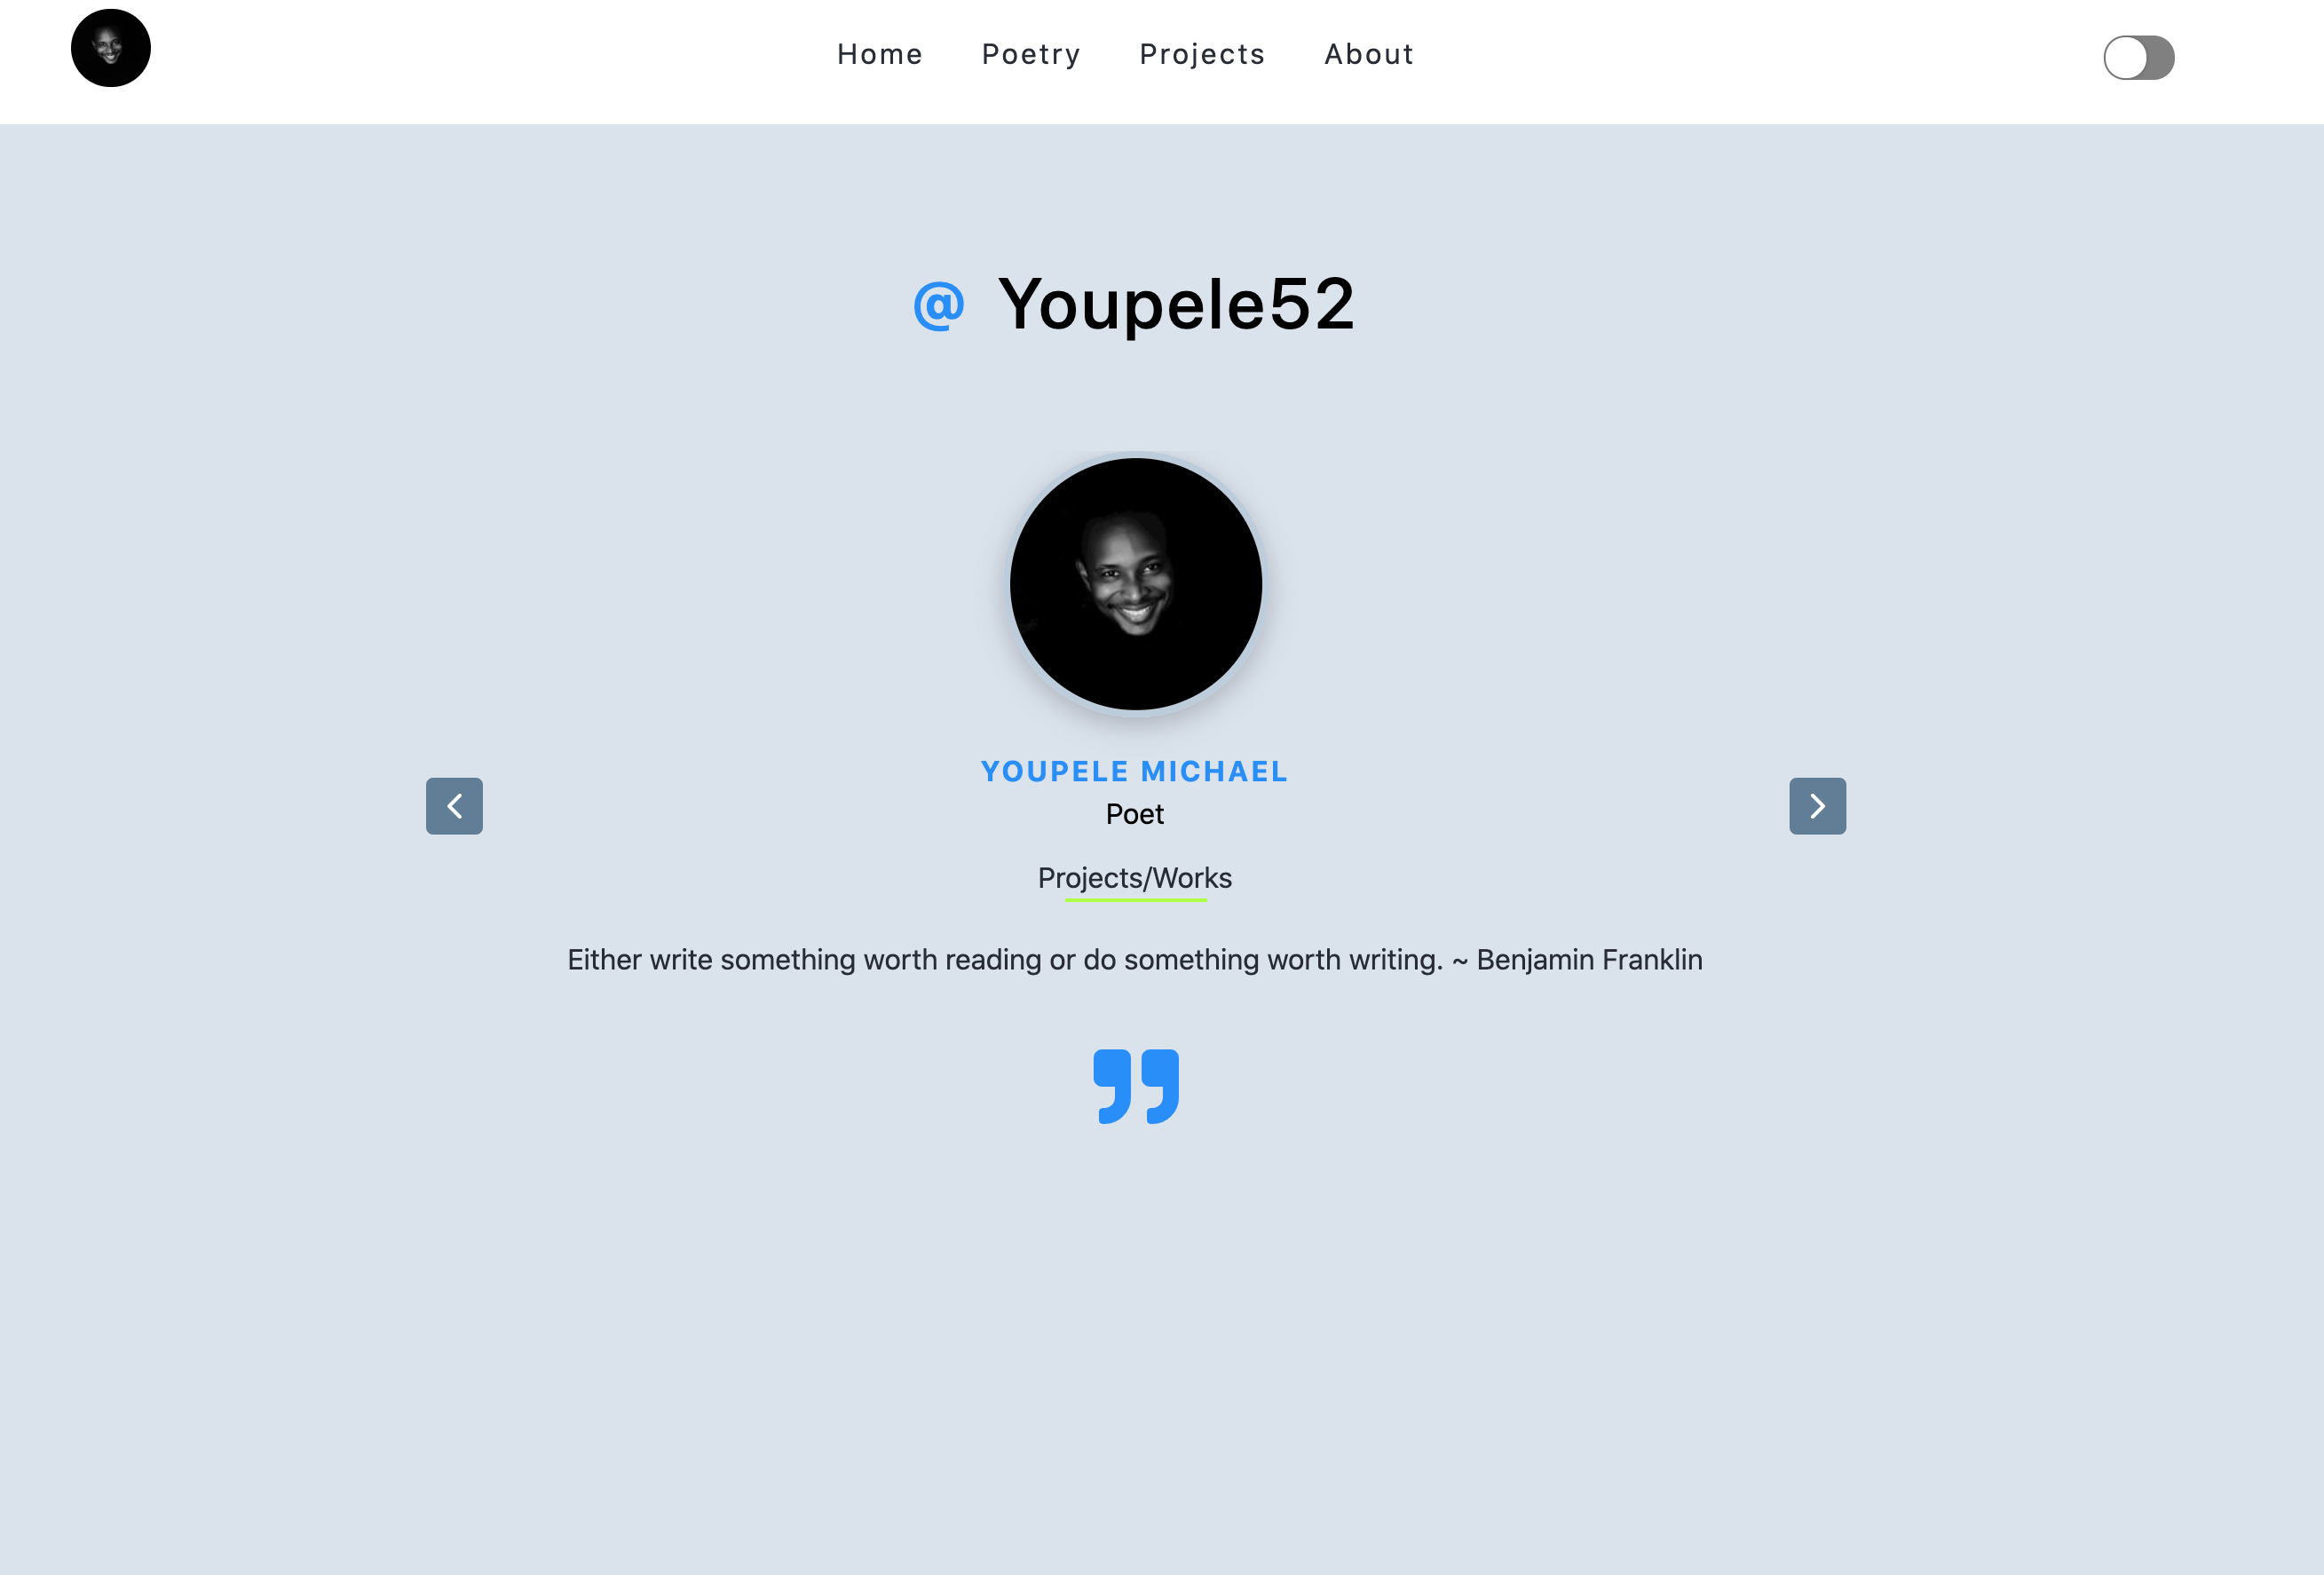 Home Poetry Projects About
@ Youpele52
YOUPELE MICHAEL
Poet
Projects/Works
Either write something worth reading or do something worth writing. ~ Benjamin Franklin